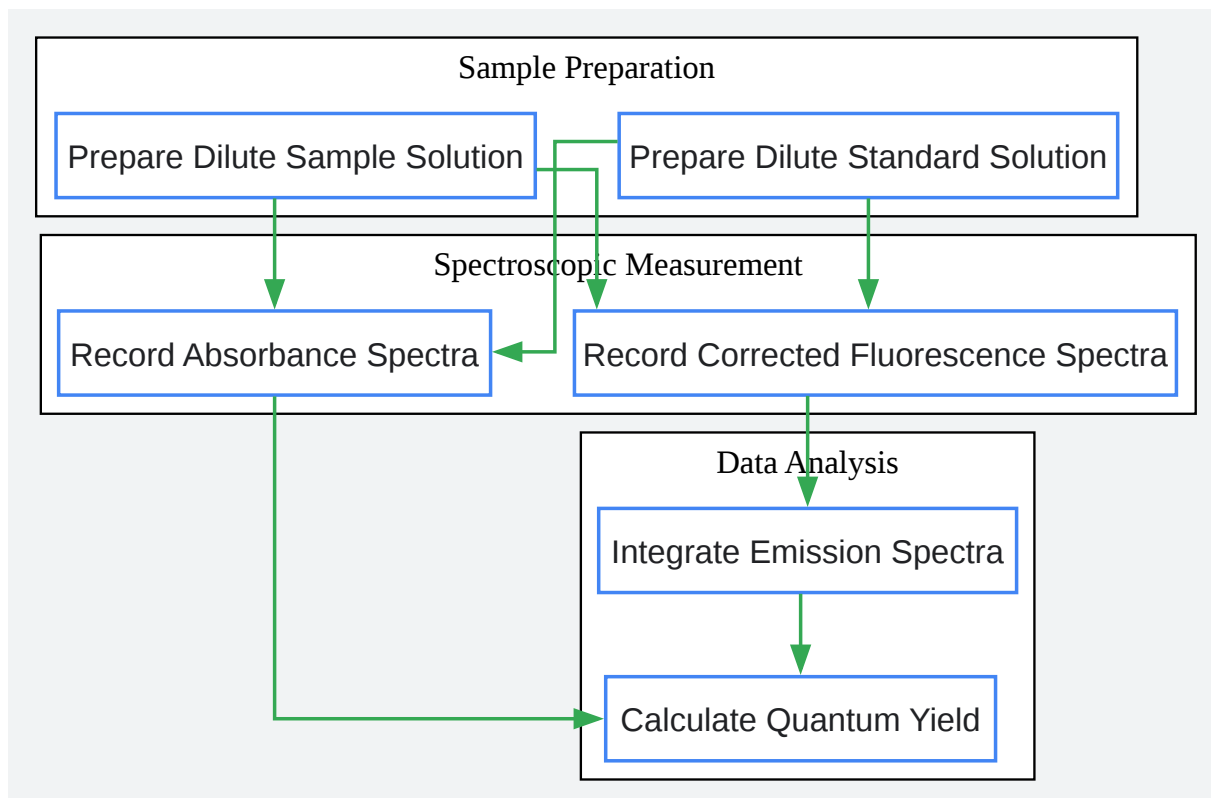 Sample Preparation
Prepare Dilute Sample Solution
Prepare Dilute Standard Solution
Spectroscopic Measurement
Record Absorbance Spectra
Record Corrected Fluorescence Spectra
Data Analysis
Integrate Emission Spectra
Calculate Quantum Yield